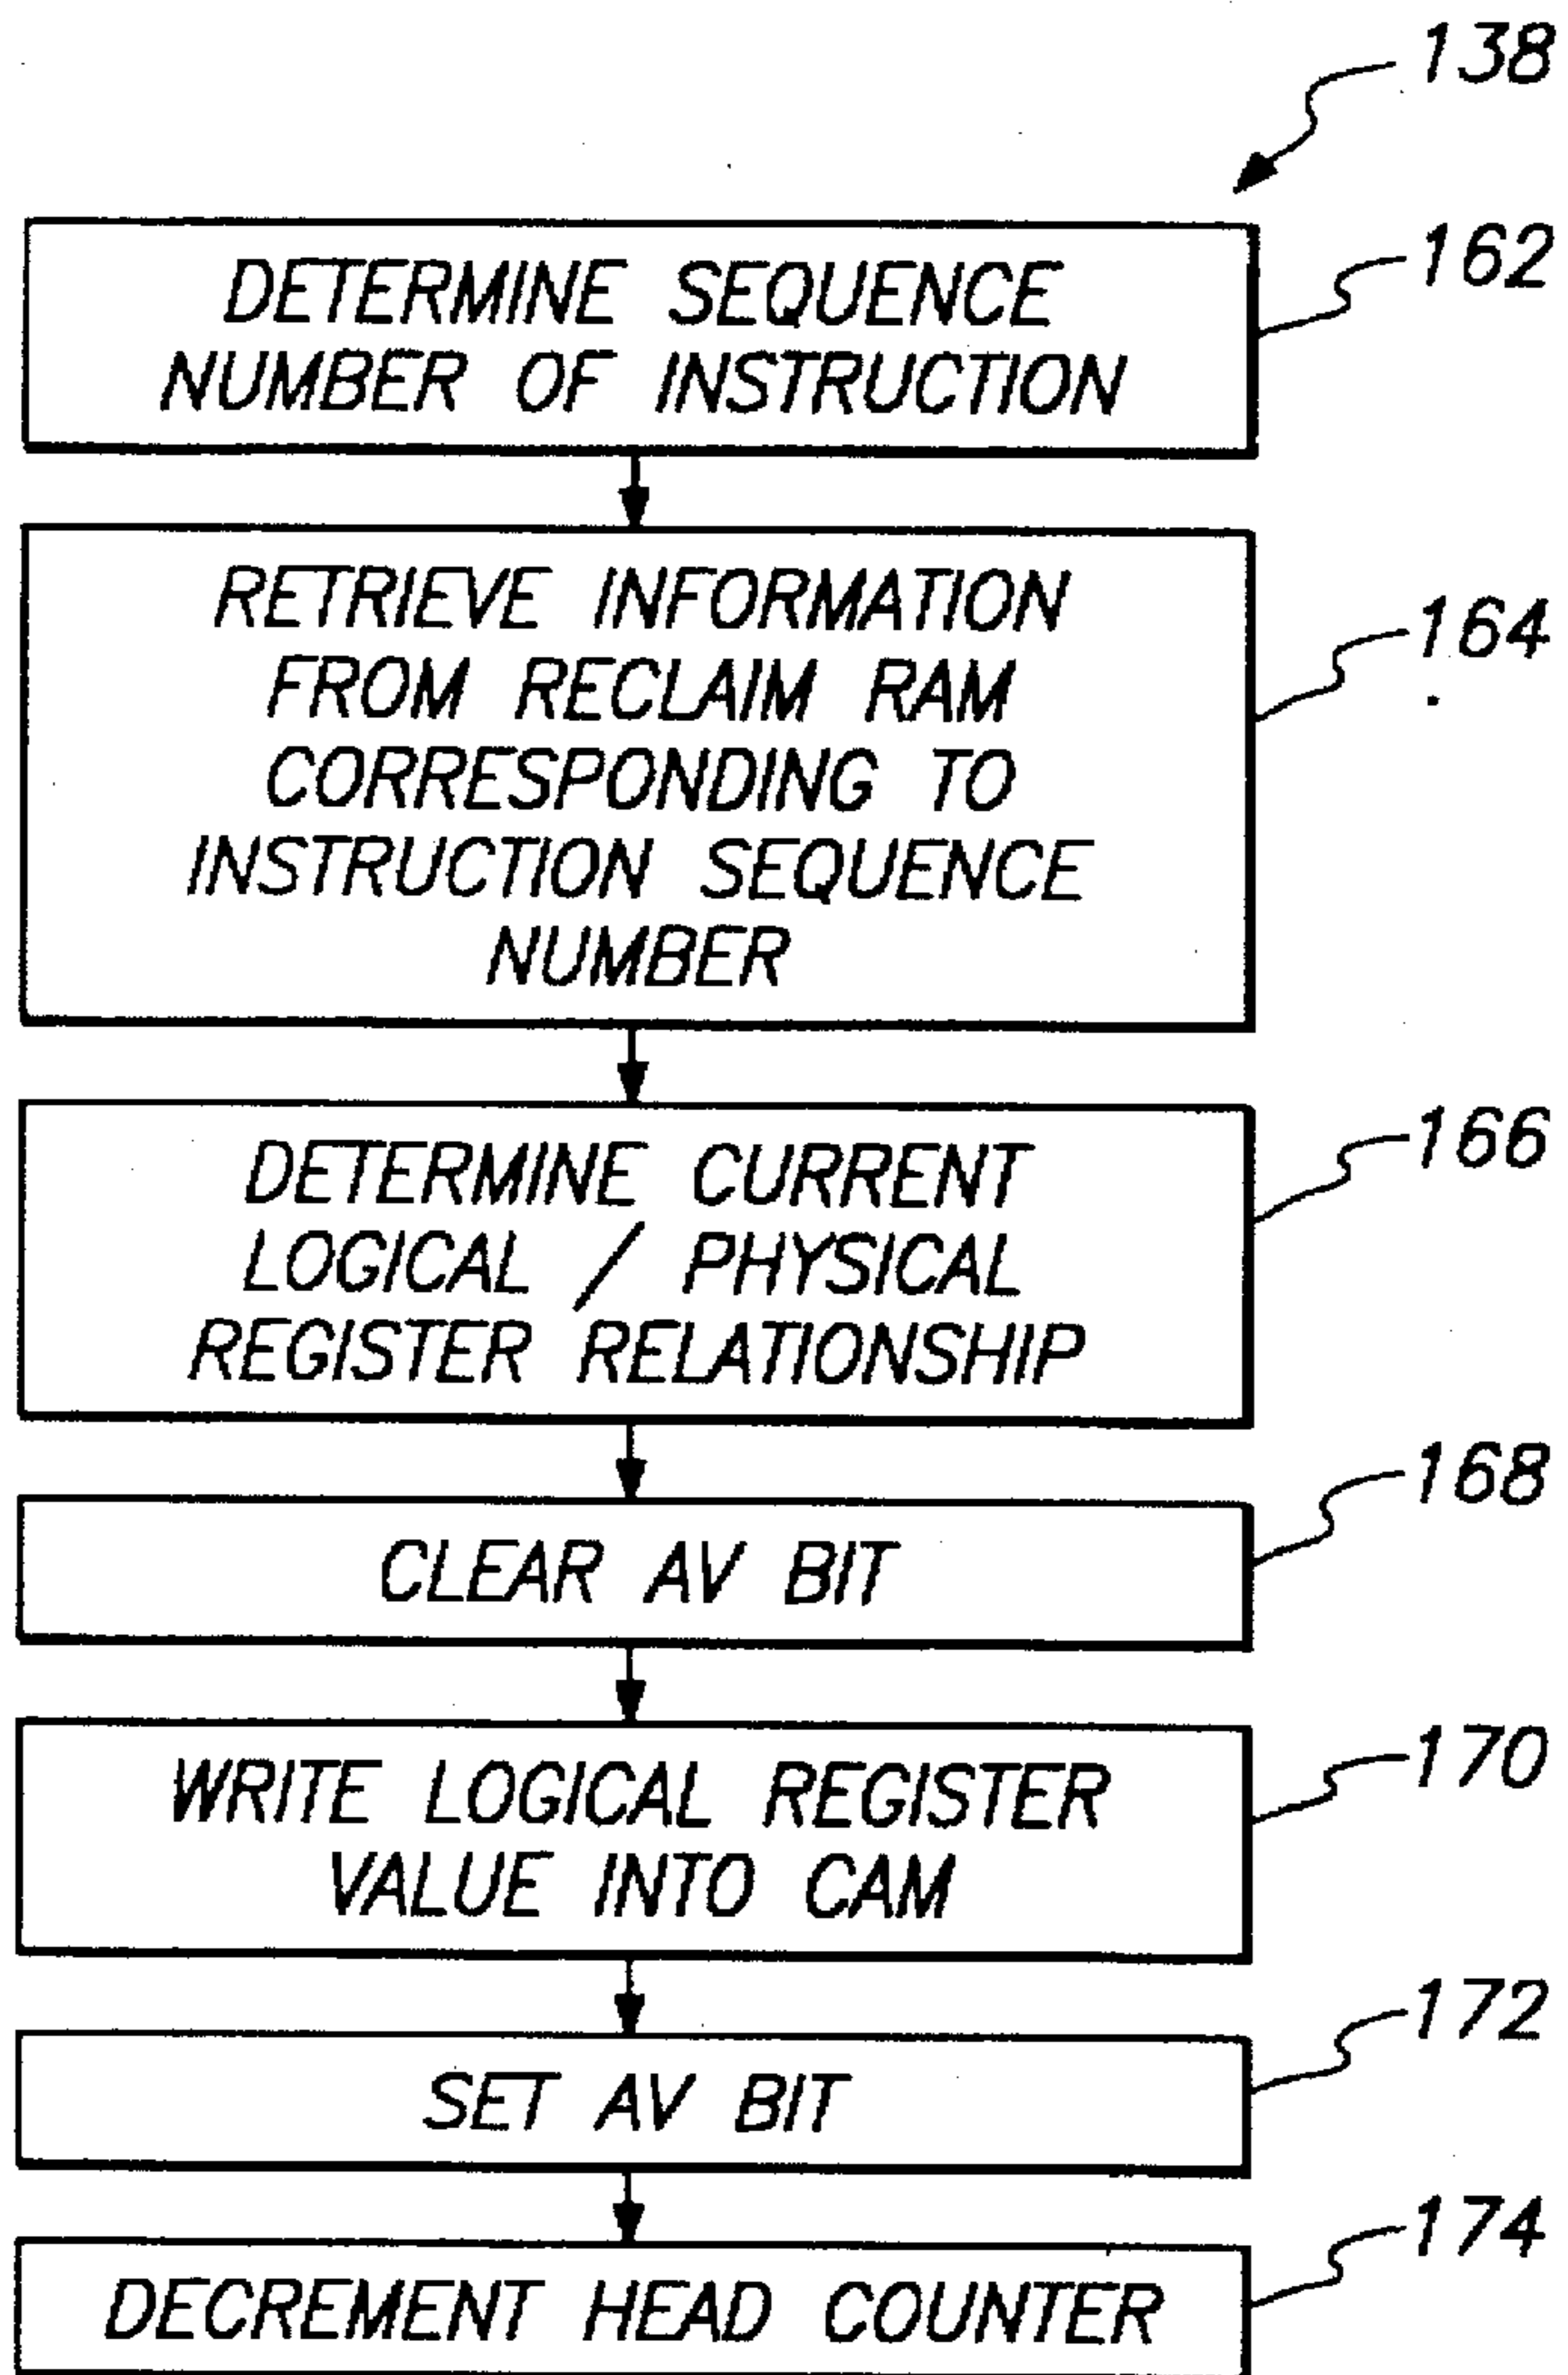 138
DETERMINE SEQUENCE
NUMBER OF INSTRUCTION
162
RETRIEVE INFORMATION
FROM RECLAIM RAM
CORRESPONDING TO
INSTRUCTION SEQUENCE
NUMBER
164
DETERMINE CURRENT
LOGICAL / PHYSICAL
REGISTER RELATIONSHIP
166
CLEAR AV BIT
168
WRITE LOGICAL REGISTER
VALUE INTO CAM
170
SET AV BIT
172
DECREMENT HEAD COUNTER
174